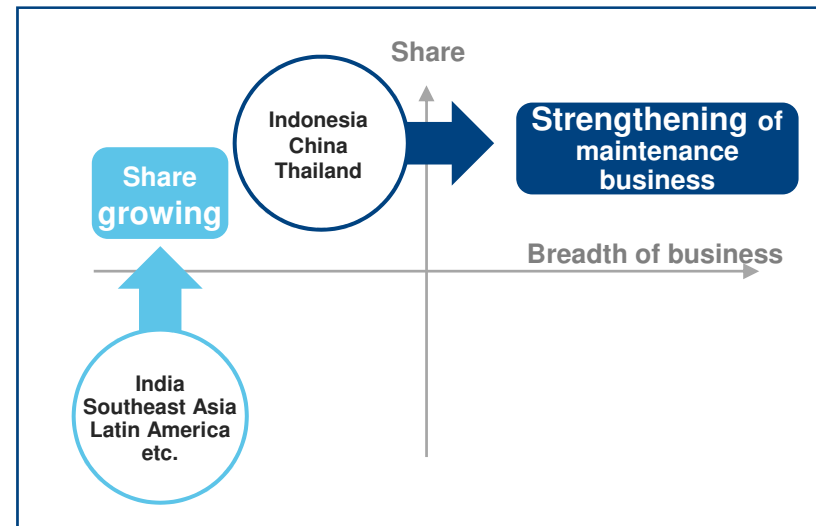 Share
Indonesia
China
Thailand
Strengthening of
maintenance
business
Share
growing
Breadth of business
India
Southeast Asia
Latin America
etc.